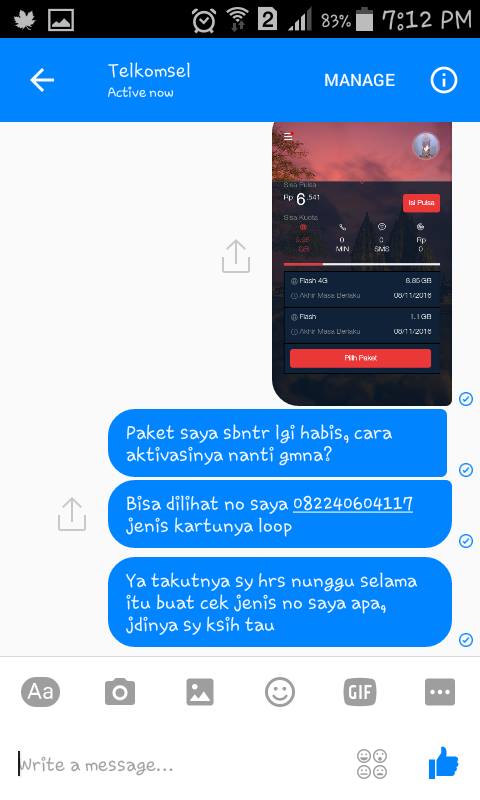 2 83% 7:12 PM
Telkomsel
Active now
MANAGE
Sisa Pulsa
Rp 6.541
Isi Pulsa
Sisa Kuota
GB
0
MIN
0
SMS
Rp
0
Flash 4G 8.85 GB
Akhir Masa Berlaku 08/11/2016
Flash 1.1 GB
Akhir Masa Berlaku 08/11/2016
Pilih Paket
Paket saya sbntr lgi habis, cara
aktivasinya nanti gmna?
Bisa dilihat no saya 082240604117
jenis kartunya loop
Ya takutnya sy hrs nunggu selama
itu buat cek jenis no saya apa,
jdinya sy ksih tau
Aa
GIF
Write a message...